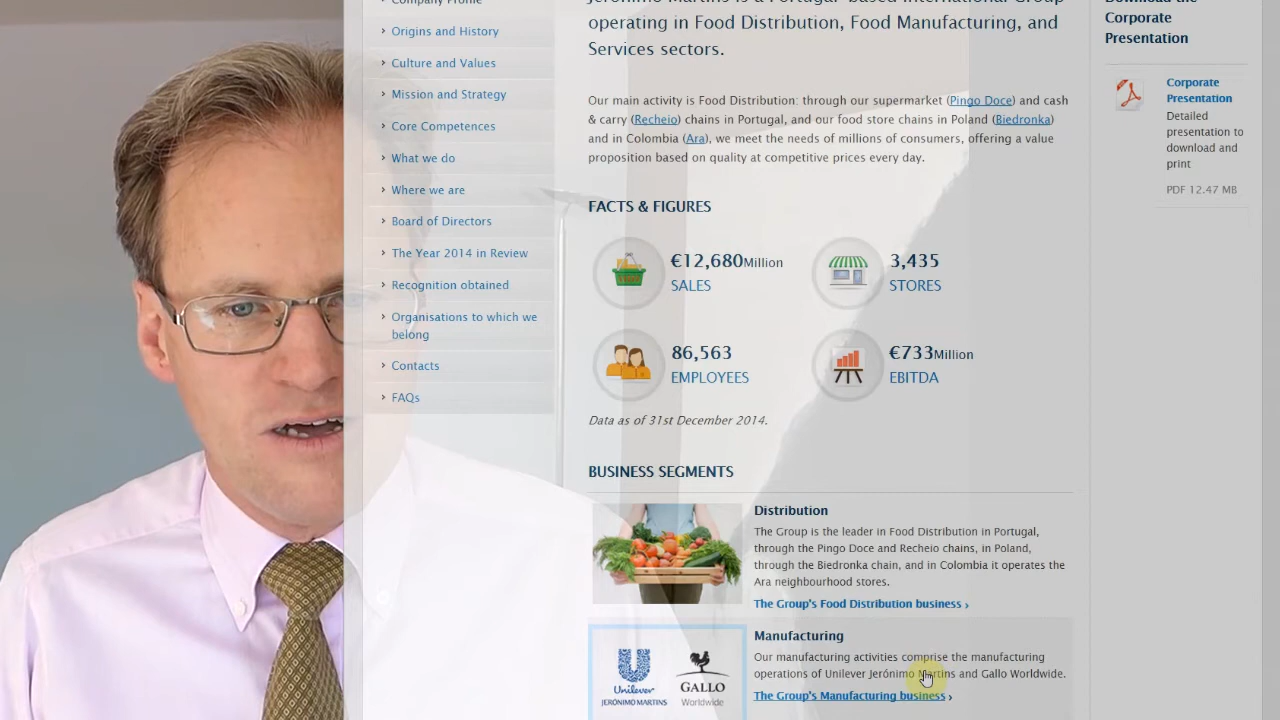 Company Profile
Origins and History
Culture and Values
Mission and Strategy
Core Competences
What we do
Where we are
Board of Directors
The Year 2014 in Review
Recognition obtained
Organisations to which we
belong
Contacts
FAQs
Jerónimo Martins is a Portugal-based international Group
operating in Food Distribution, Food Manufacturing, and
Services sectors.
Our main activity is Food Distribution: through our supermarket (Pingo Doce) and cash
& carry (Recheio) chains in Portugal, and our food store chains in Poland (Biedronka)
and in Colombia (Ara), we meet the needs of millions of consumers, offering a value
proposition based on quality at competitive prices every day.
FACTS & FIGURES
€12,680Million
SALES
3,435
STORES
86,563
EMPLOYEES
€733Million
EBITDA
Data as of 31st December 2014.
BUSINESS SEGMENTS
Distribution
The Group is the leader in Food Distribution in Portugal,
through the Pingo Doce and Recheio chains, in Poland,
through the Biedronka chain, and in Colombia it operates the
Ara neighbourhood stores.
The Group's Food Distribution business ›
Unilever
JERÓNIMO MARTINS
GALLO
Worldwide
Manufacturing
Our manufacturing activities comprise the manufacturing
operations of Unilever Jerónimo Martins and Gallo Worldwide.
The Group's Manufacturing business ›
Download the
Corporate
Presentation
Corporate
Presentation
Detailed
presentation to
download and
print
PDF 12.47 MB